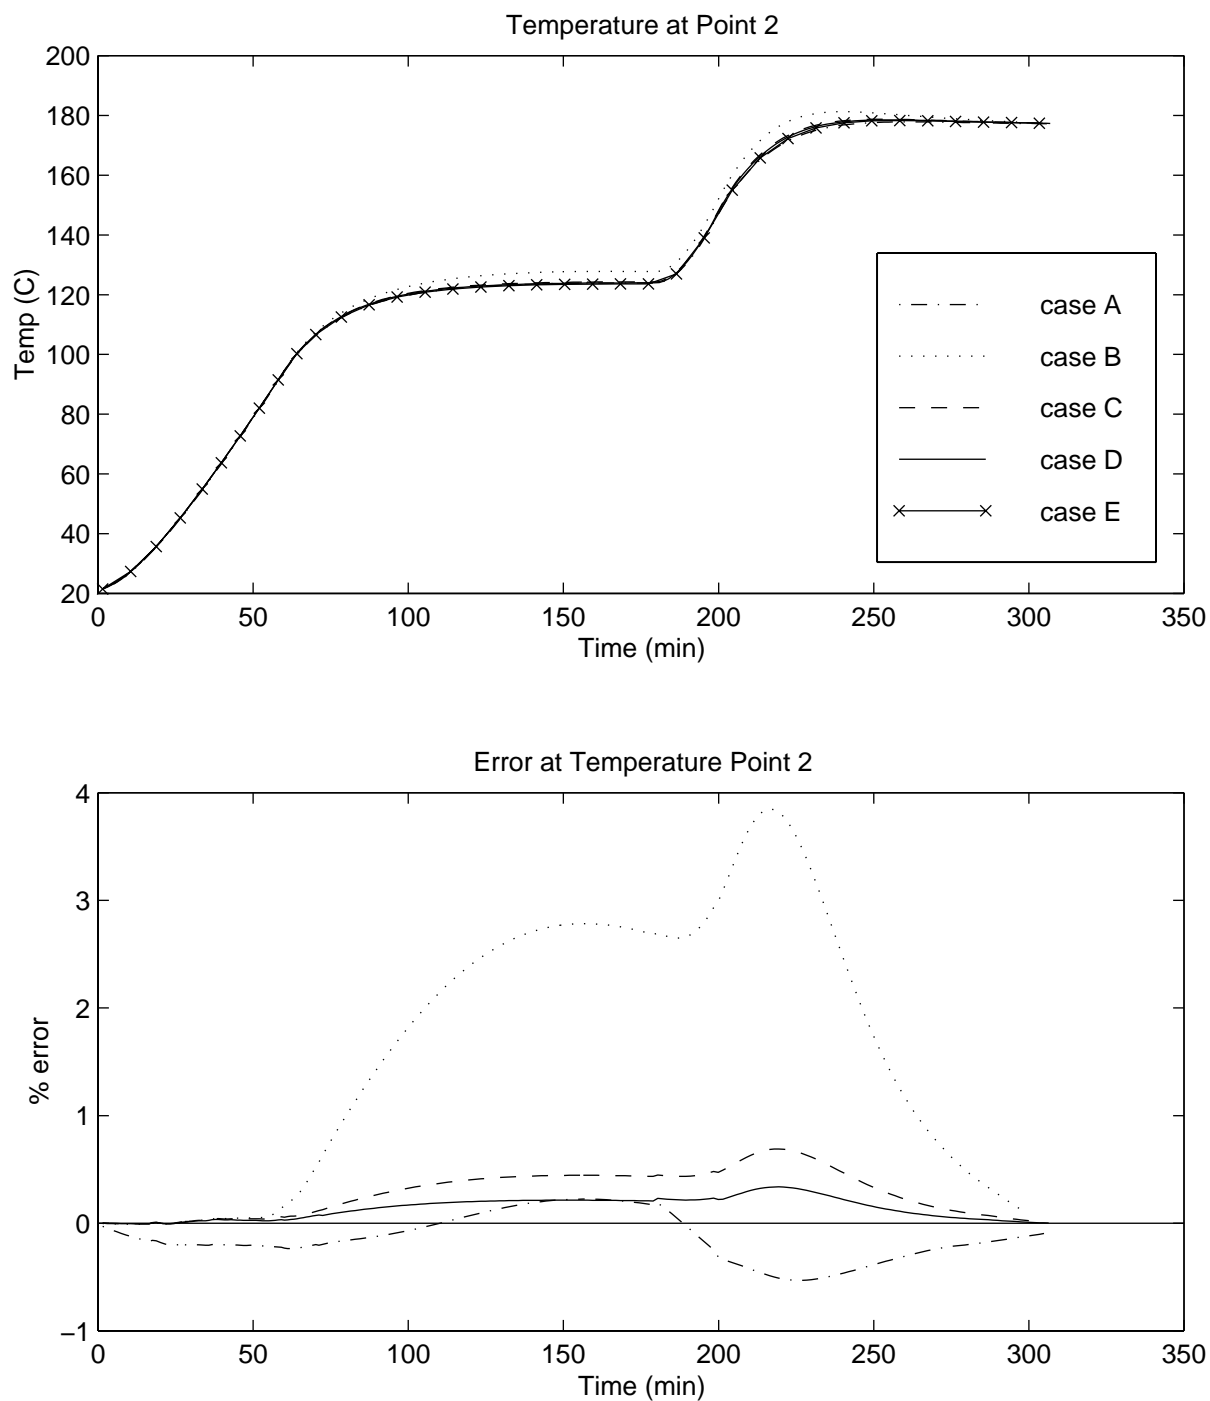 Temperature at Point 2
200
180
160
140
120
100
80
60
40
20
Temp (C)
case A
case B
case C
case D
case E
0
50
100
150
200
250
300
350
Time (min)
Error at Temperature Point 2
4
3
2
1
0
−1
% error
0
50
100
150
200
250
300
350
Time (min)